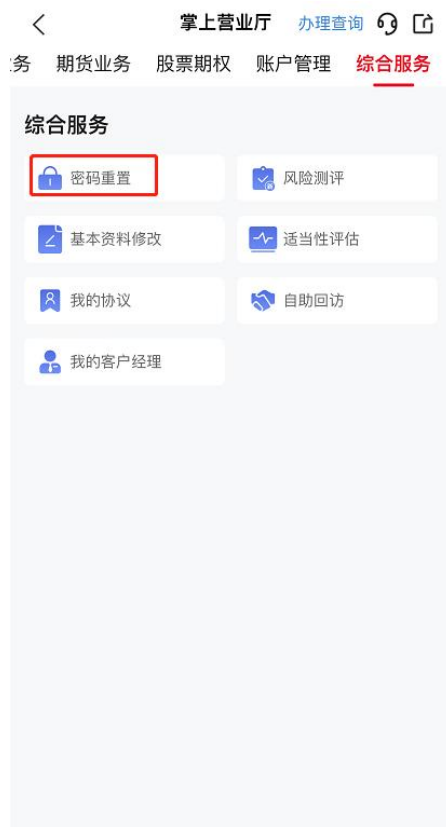 掌上营业厅 办理查询
务 期货业务 股票期权 账户管理 综合服务
综合服务
密码重置 风险测评
基本资料修改 适当性评估
我的协议 自助回访
我的客户经理